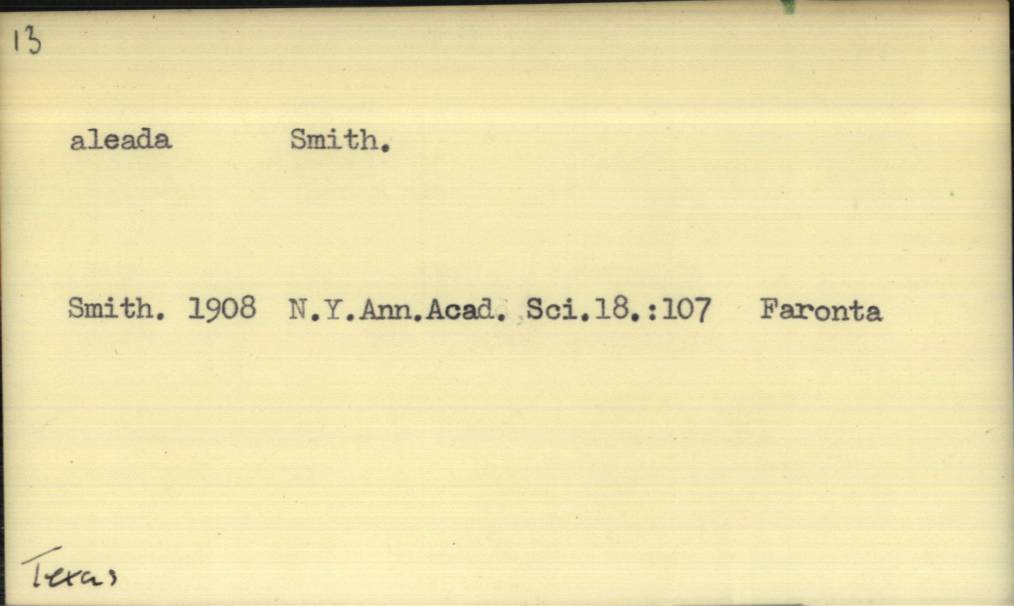 13
aleada Smith.
Smith. 1908 N.Y.Ann.Acad. Sci.18.:107 Faronta
Texas